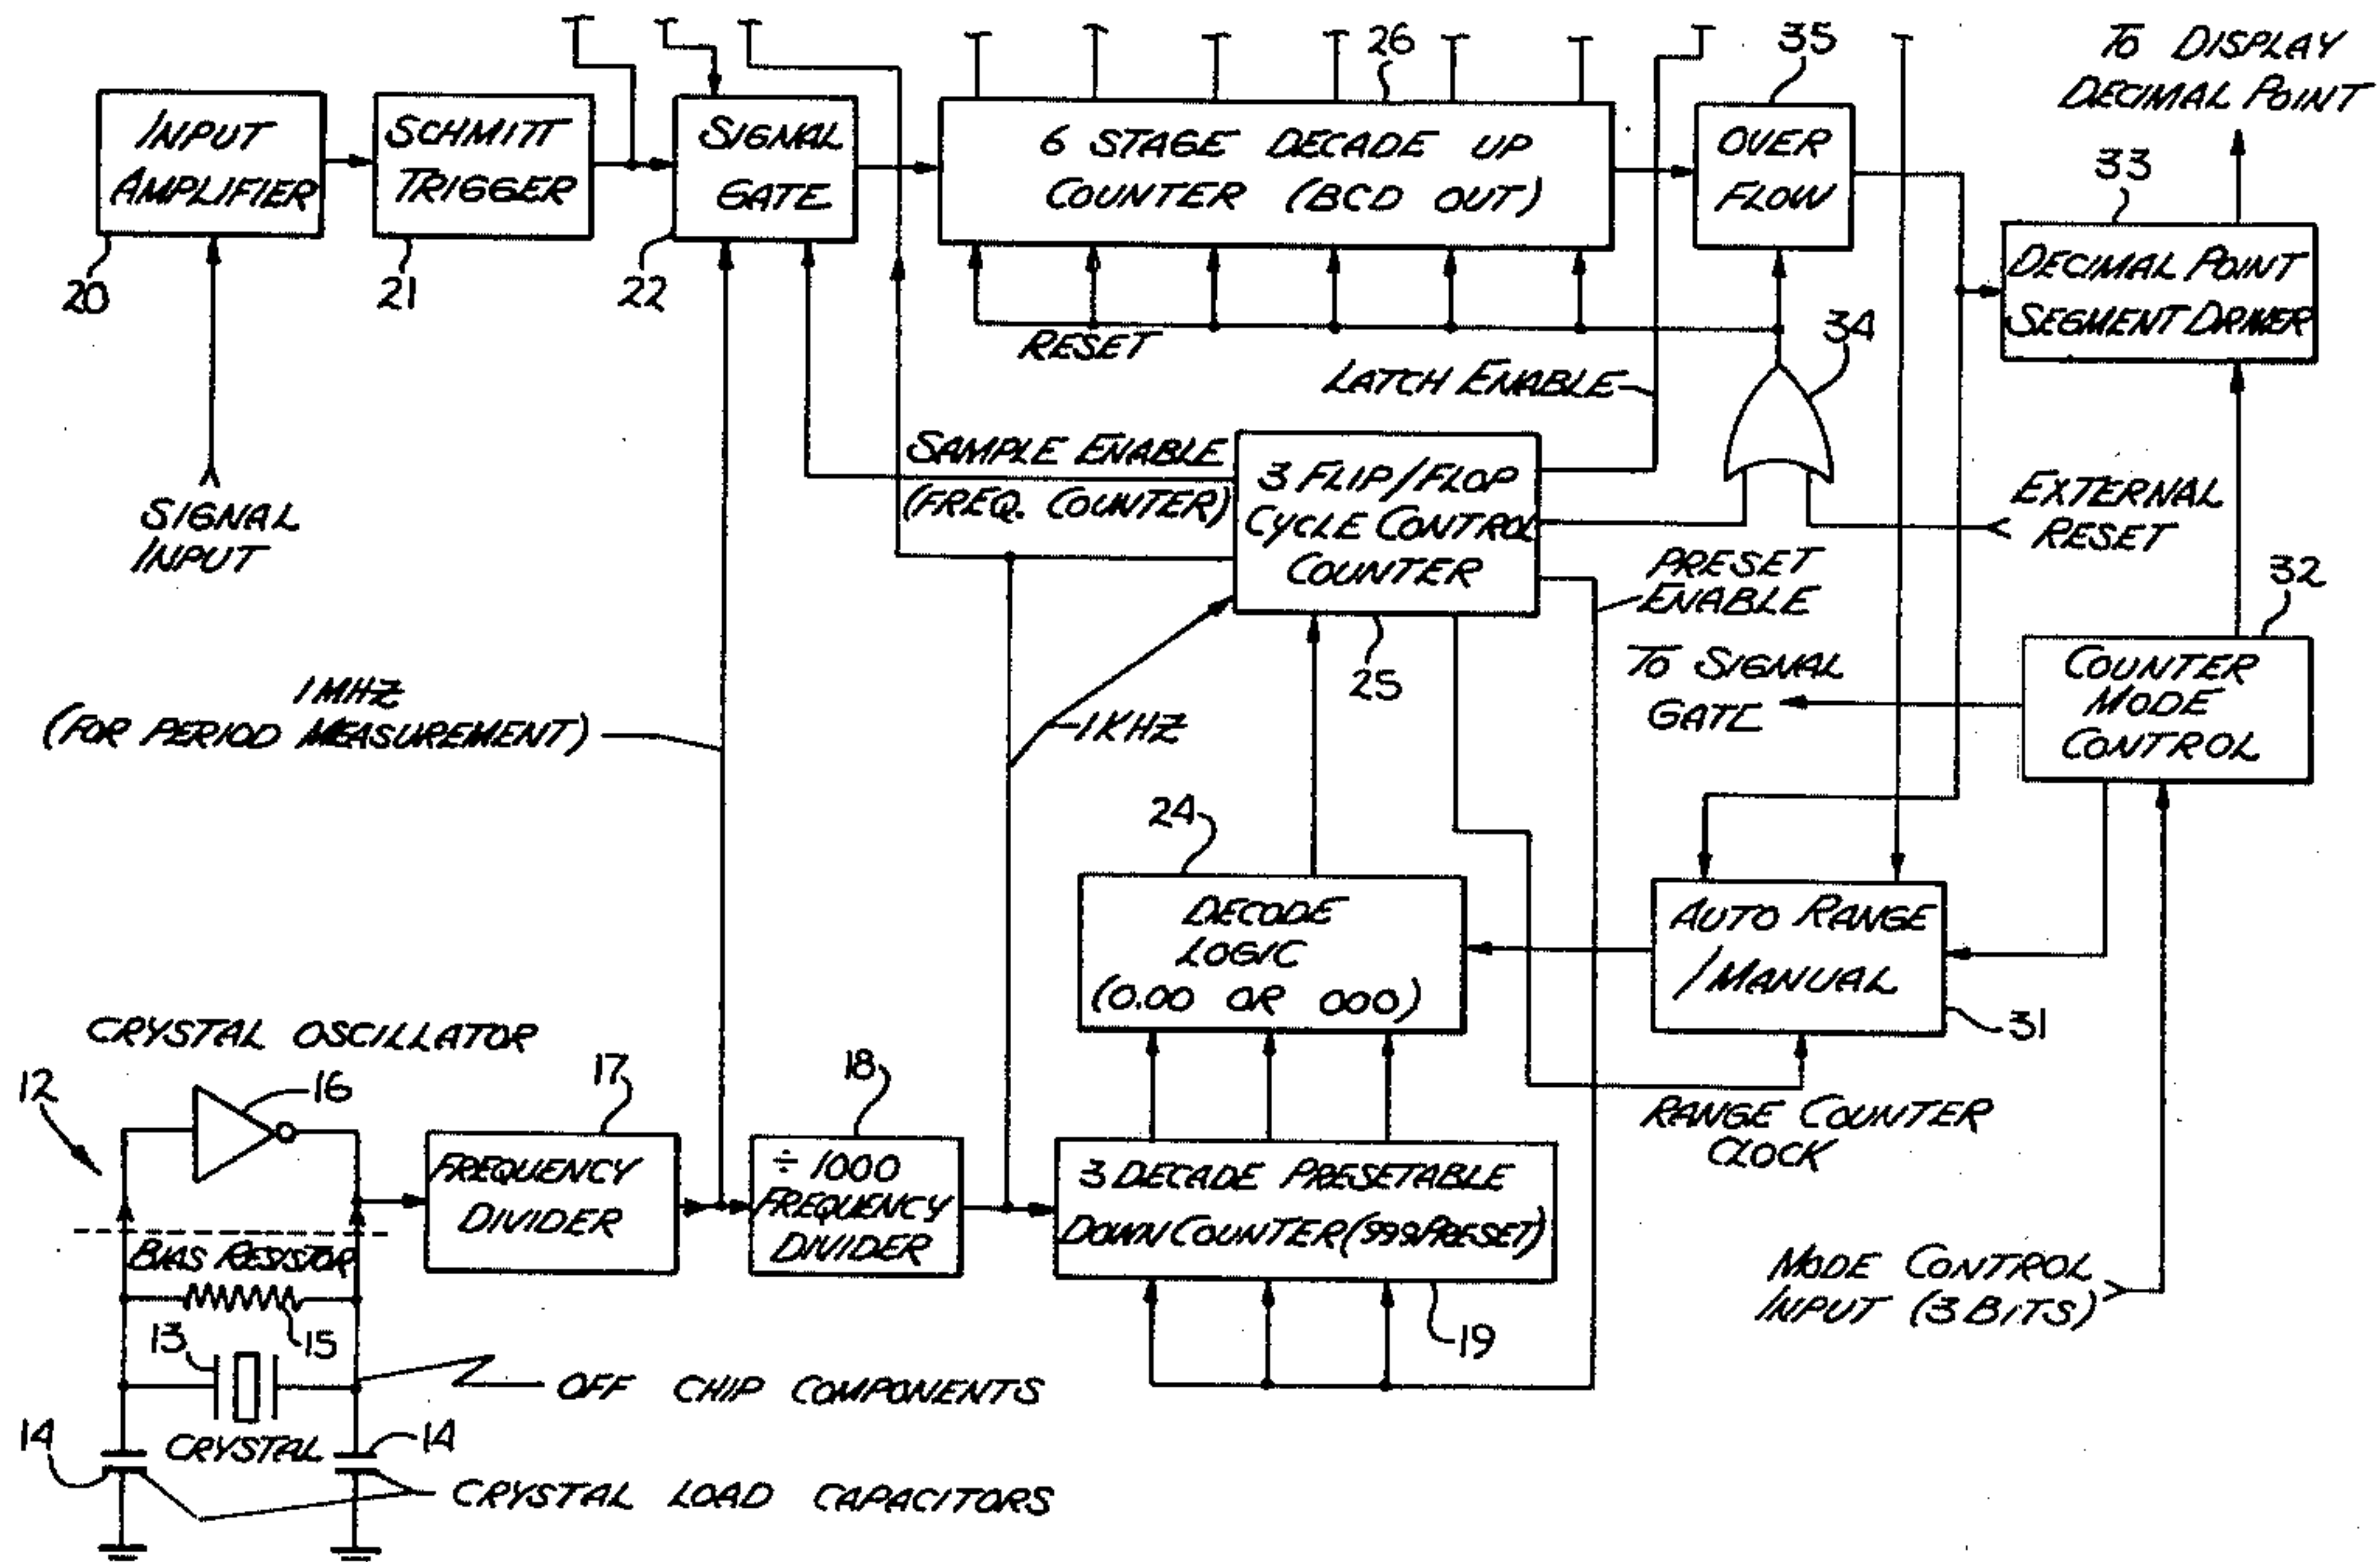 26
35
TO DISPLAY
DECIMAL POINT
INPUT
AMPLIFIER
SCHMITT
TRIGGER
SIGNAL
GATE
6 STAGE DECADE UP
COUNTER (BCD OUT)
OVER
FLOW
33
20
21
22
DECIMAL POINT
SEGMENT DRIVER
RESET
34
LATCH ENABLE
SAMPLE ENABLE
(FREQ. COUNTER)
3 FLIP/FLOP
CYCLE CONTROL
COUNTER
EXTERNAL
RESET
SIGNAL
INPUT
PRESET
ENABLE
32
25
TO SIGNAL
GATE
COUNTER
MODE
CONTROL
1MHZ
(FOR PERIOD MEASUREMENT)
1KHZ
24
DECODE
LOGIC
(0.00 OR 000)
AUTO RANGE
/MANUAL
31
CRYSTAL OSCILLATOR
12
16
17
18
RANGE COUNTER
CLOCK
FREQUENCY
DIVIDER
÷ 1000
FREQUENCY
DIVIDER
3 DECADE PRESETABLE
DOWN COUNTER (999 PRESET)
BIAS RESISTOR
MODE CONTROL
INPUT (3 BITS)
13
15
19
OFF CHIP COMPONENTS
14
CRYSTAL
14
CRYSTAL LOAD CAPACITORS